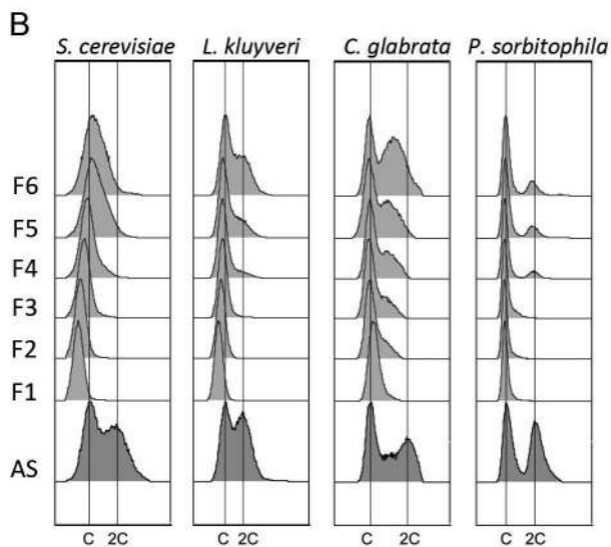 B
S. cerevisiae L. kluyveri C. glabrata P. sorbitophila
F6
F5
F4
F3
F2
F1
AS
C 2C C 2C C 2C C 2C